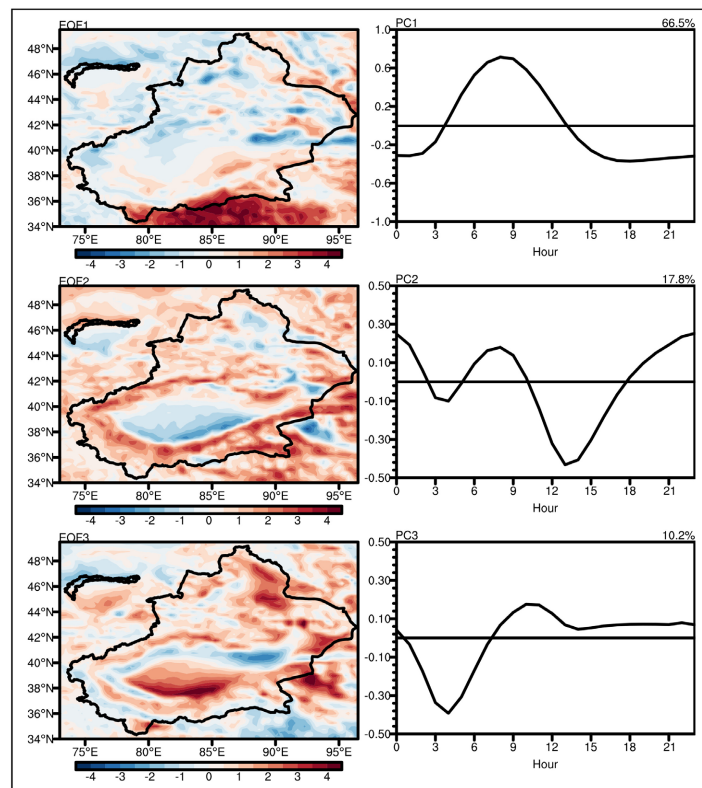 EOF1
48°N
46°N
44°N
42°N
40°N
38°N
36°N
34°N
75°E 80°E 85°E 90°E 95°E
-4 -3 -2 -1 0 1 2 3 4
PC1 66.5%
1.0
0.6
0.2
-0.2
-0.6
-1.0
0 3 6 9 12 15 18 21
Hour
EOF2
48°N
46°N
44°N
42°N
40°N
38°N
36°N
34°N
75°E 80°E 85°E 90°E 95°E
-4 -3 -2 -1 0 1 2 3 4
PC2 17.8%
0.50
0.30
0.10
-0.10
-0.30
-0.50
0 3 6 9 12 15 18 21
Hour
EOF3
48°N
46°N
44°N
42°N
40°N
38°N
36°N
34°N
75°E 80°E 85°E 90°E 95°E
-4 -3 -2 -1 0 1 2 3 4
PC3 10.2%
0.50
0.30
0.10
-0.10
-0.30
-0.50
0 3 6 9 12 15 18 21
Hour